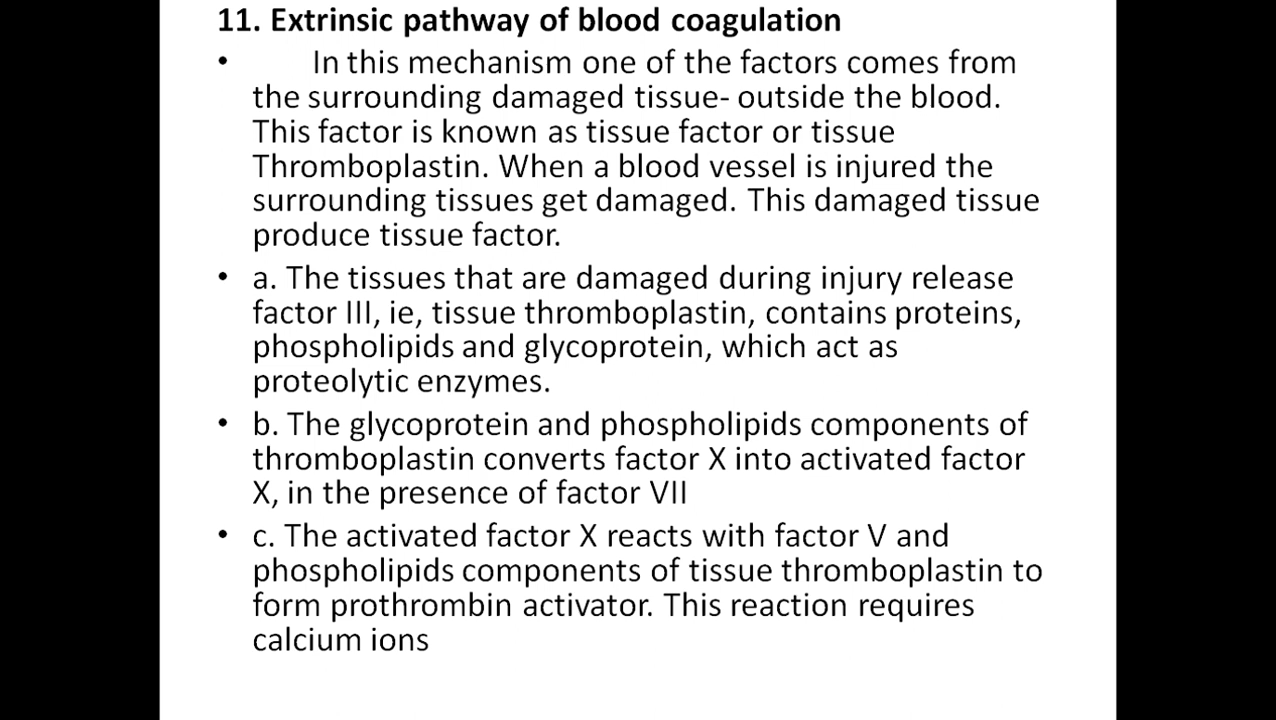 11. Extrinsic pathway of blood coagulation
• In this mechanism one of the factors comes from
the surrounding damaged tissue- outside the blood.
This factor is known as tissue factor or tissue
Thromboplastin. When a blood vessel is injured the
surrounding tissues get damaged. This damaged tissue
produce tissue factor.
• a. The tissues that are damaged during injury release
factor III, ie, tissue thromboplastin, contains proteins,
phospholipids and glycoprotein, which act as
proteolytic enzymes.
• b. The glycoprotein and phospholipids components of
thromboplastin converts factor X into activated factor
X, in the presence of factor VII
• c. The activated factor X reacts with factor V and
phospholipids components of tissue thromboplastin to
form prothrombin activator. This reaction requires
calcium ions